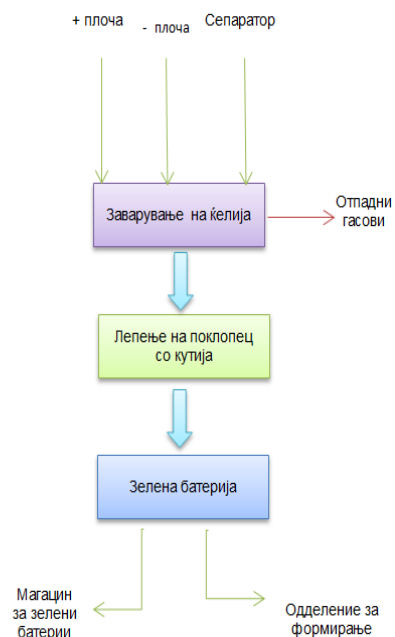 + плоча
- плоча
Сепаратор
Заварување на ќелија
Отпадни
гасови
Лепење на поклопец
со кутија
Зелена батерија
Магацин
за зелени
батерии
Одделение за
формирање